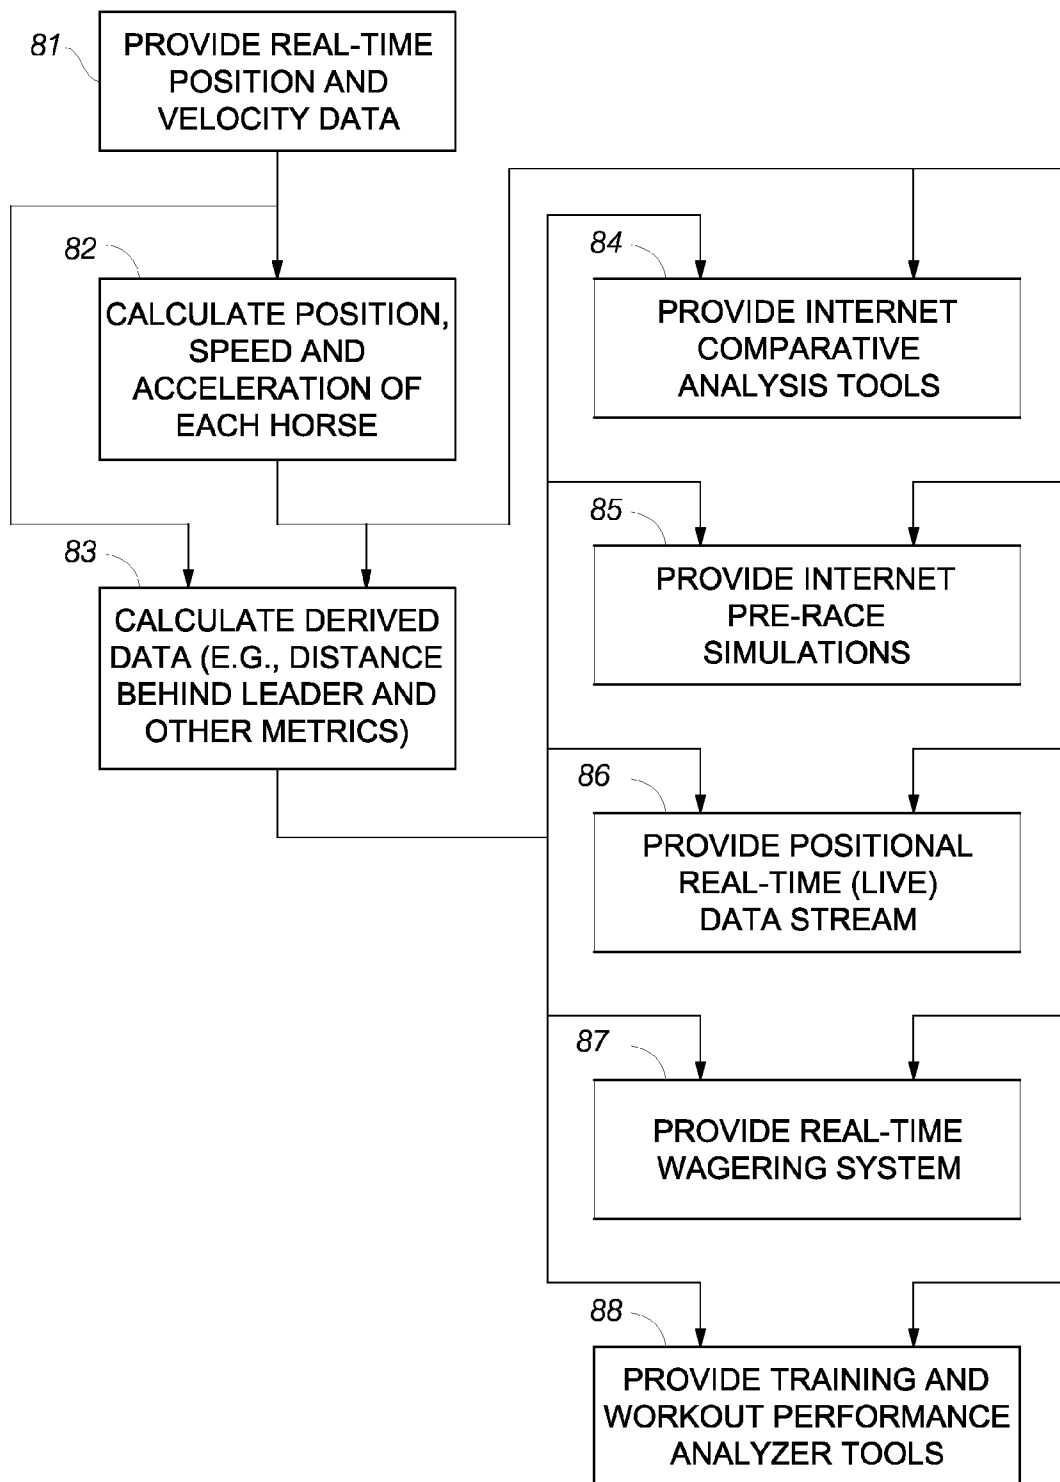 81
PROVIDE REAL-TIME
POSITION AND
VELOCITY DATA
82
CALCULATE POSITION,
SPEED AND
ACCELERATION OF
EACH HORSE
83
CALCULATE DERIVED
DATA (E.G., DISTANCE
BEHIND LEADER AND
OTHER METRICS)
84
PROVIDE INTERNET
COMPARATIVE
ANALYSIS TOOLS
85
PROVIDE INTERNET
PRE-RACE
SIMULATIONS
86
PROVIDE POSITIONAL
REAL-TIME (LIVE)
DATA STREAM
87
PROVIDE REAL-TIME
WAGERING SYSTEM
88
PROVIDE TRAINING AND
WORKOUT PERFORMANCE
ANALYZER TOOLS